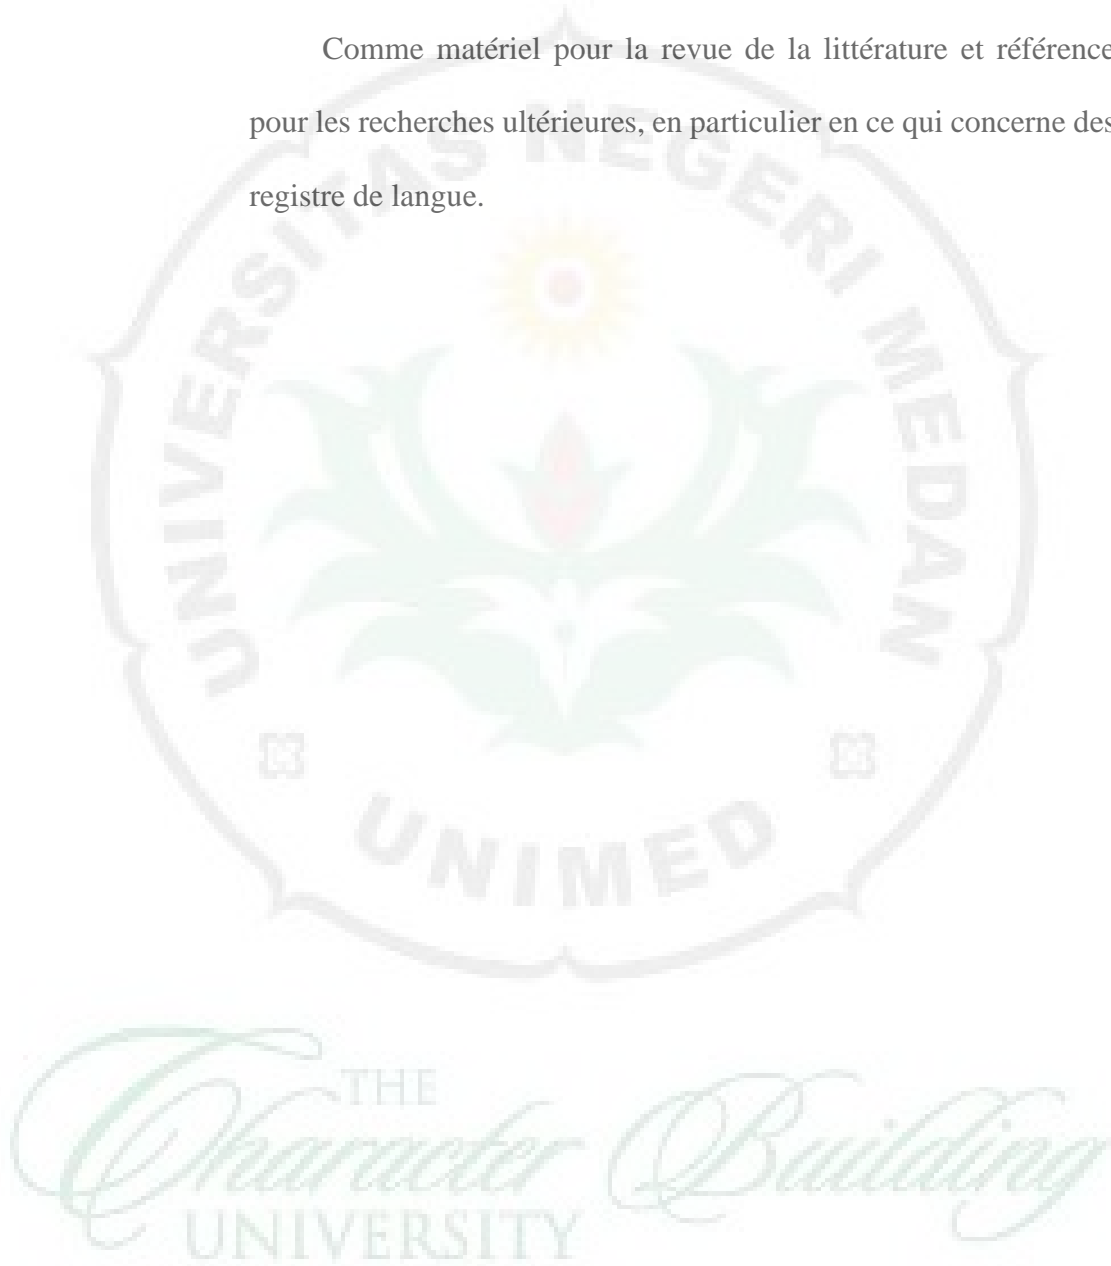 Comme matériel pour la revue de la littérature et référence
pour les recherches ultérieures, en particulier en ce qui concerne des
registre de langue.
UNIVERSITAS NEGERI MEDAN
UNIMED
THE
Character Building
UNIVERSITY